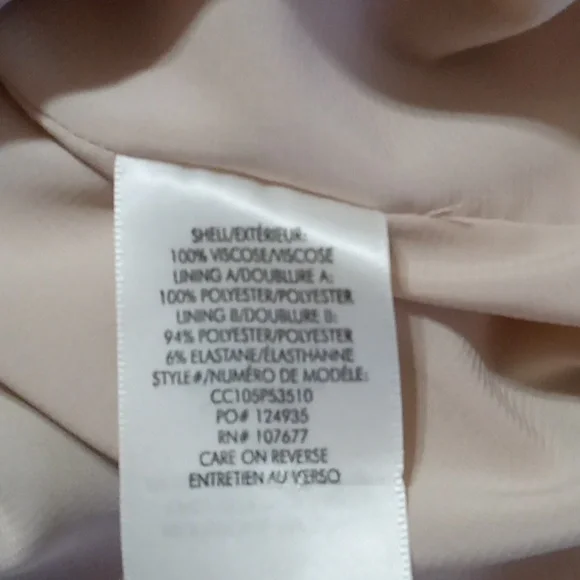 SHELL/EXTÉRIEUR:
100% VISCOSE/VISCOSE
LINING A/DOUBLURE A:
100% POLYESTER/POLYESTER
LINING B/DOUBLURE B:
94% POLYESTER/POLYESTER
6% ELASTANE/ÉLASTHANNE
STYLE#/NUMÉRO DE MODÈLE:
CC105PS3510
PO# 124935
RN# 107677
CARE ON REVERSE
ENTRETIEN AU VERSO